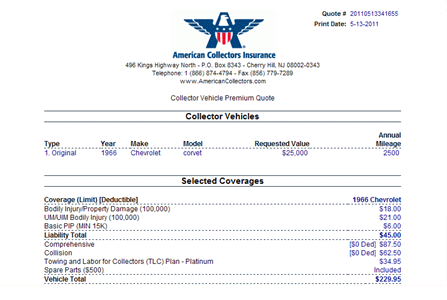 Quote # 20110513341655
Print Date: 5-13-2011
American Collectors Insurance
496 Kings Highway North - P.O. Box 8343 - Cherry Hill, NJ 08002-0343
Telephone: 1 (866) 874-4794 - Fax (856) 779-7289
www.AmericanCollectors.com
Collector Vehicle Premium Quote
Collector Vehicles
Type Year Make Model Requested Value Annual Mileage
1. Original 1966 Chevrolet corvet $25,000 2500
Selected Coverages
Coverage (Limit) [Deductible] 1966 Chevrolet
Bodily Injury/Property Damage (100,000) $18.00
UM/UIM Bodily Injury (100,000) $21.00
Basic PIP (MIN 15K) $6.00
Liability Total $45.00
Comprehensive [$0 Ded] $87.50
Collision [$0 Ded] $62.50
Towing and Labor for Collectors (TLC) Plan - Platinum $34.95
Spare Parts ($500) Included
Vehicle Total $229.95